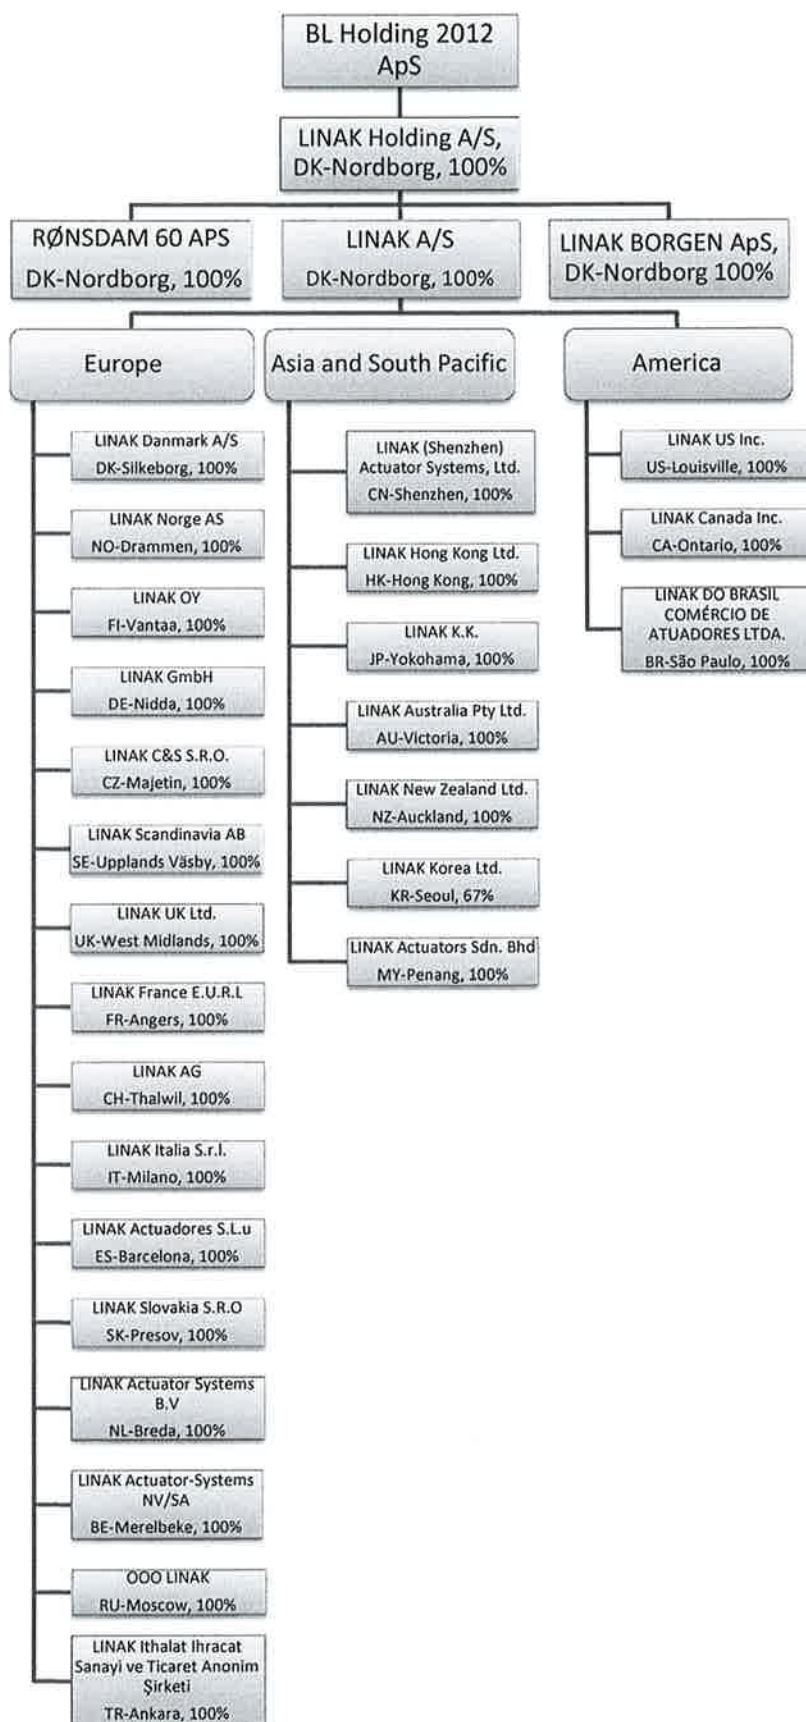 BL Holding 2012
ApS
LINAK Holding A/S,
DK-Nordborg, 100%
RØNSDAM 60 APS
DK-Nordborg, 100%
LINAK A/S
DK-Nordborg, 100%
LINAK BORGEN ApS,
DK-Nordborg 100%
Europe
LINAK Danmark A/S
DK-Silkeborg, 100%
LINAK Norge AS
NO-Drammen, 100%
LINAK OY
FI-Vantaa, 100%
LINAK GmbH
DE-Nidda, 100%
LINAK C&S S.R.O.
CZ-Majetin, 100%
LINAK Scandinavia AB
SE-Upplands Väsby, 100%
LINAK UK Ltd.
UK-West Midlands, 100%
LINAK France E.U.R.L
FR-Angers, 100%
LINAK AG
CH-Thalwil, 100%
LINAK Italia S.r.l.
IT-Milano, 100%
LINAK Actuadores S.L.u
ES-Barcelona, 100%
LINAK Slovakia S.R.O
SK-Presov, 100%
LINAK Actuator Systems
B.V
NL-Breda, 100%
LINAK Actuator-Systems
NV/SA
BE-Merelbeke, 100%
OOO LINAK
RU-Moscow, 100%
LINAK Ithalat Ihracat
Sanayi ve Ticaret Anonim
Şirketi
TR-Ankara, 100%
Asia and South Pacific
LINAK (Shenzhen)
Actuator Systems, Ltd.
CN-Shenzhen, 100%
LINAK Hong Kong Ltd.
HK-Hong Kong, 100%
LINAK K.K.
JP-Yokohama, 100%
LINAK Australia Pty Ltd.
AU-Victoria, 100%
LINAK New Zealand Ltd.
NZ-Auckland, 100%
LINAK Korea Ltd.
KR-Seoul, 67%
LINAK Actuators Sdn. Bhd
MY-Penang, 100%
America
LINAK US Inc.
US-Louisville, 100%
LINAK Canada Inc.
CA-Ontario, 100%
LINAK DO BRASIL
COMÉRCIO DE
ATUADORES LTDA.
BR-São Paulo, 100%